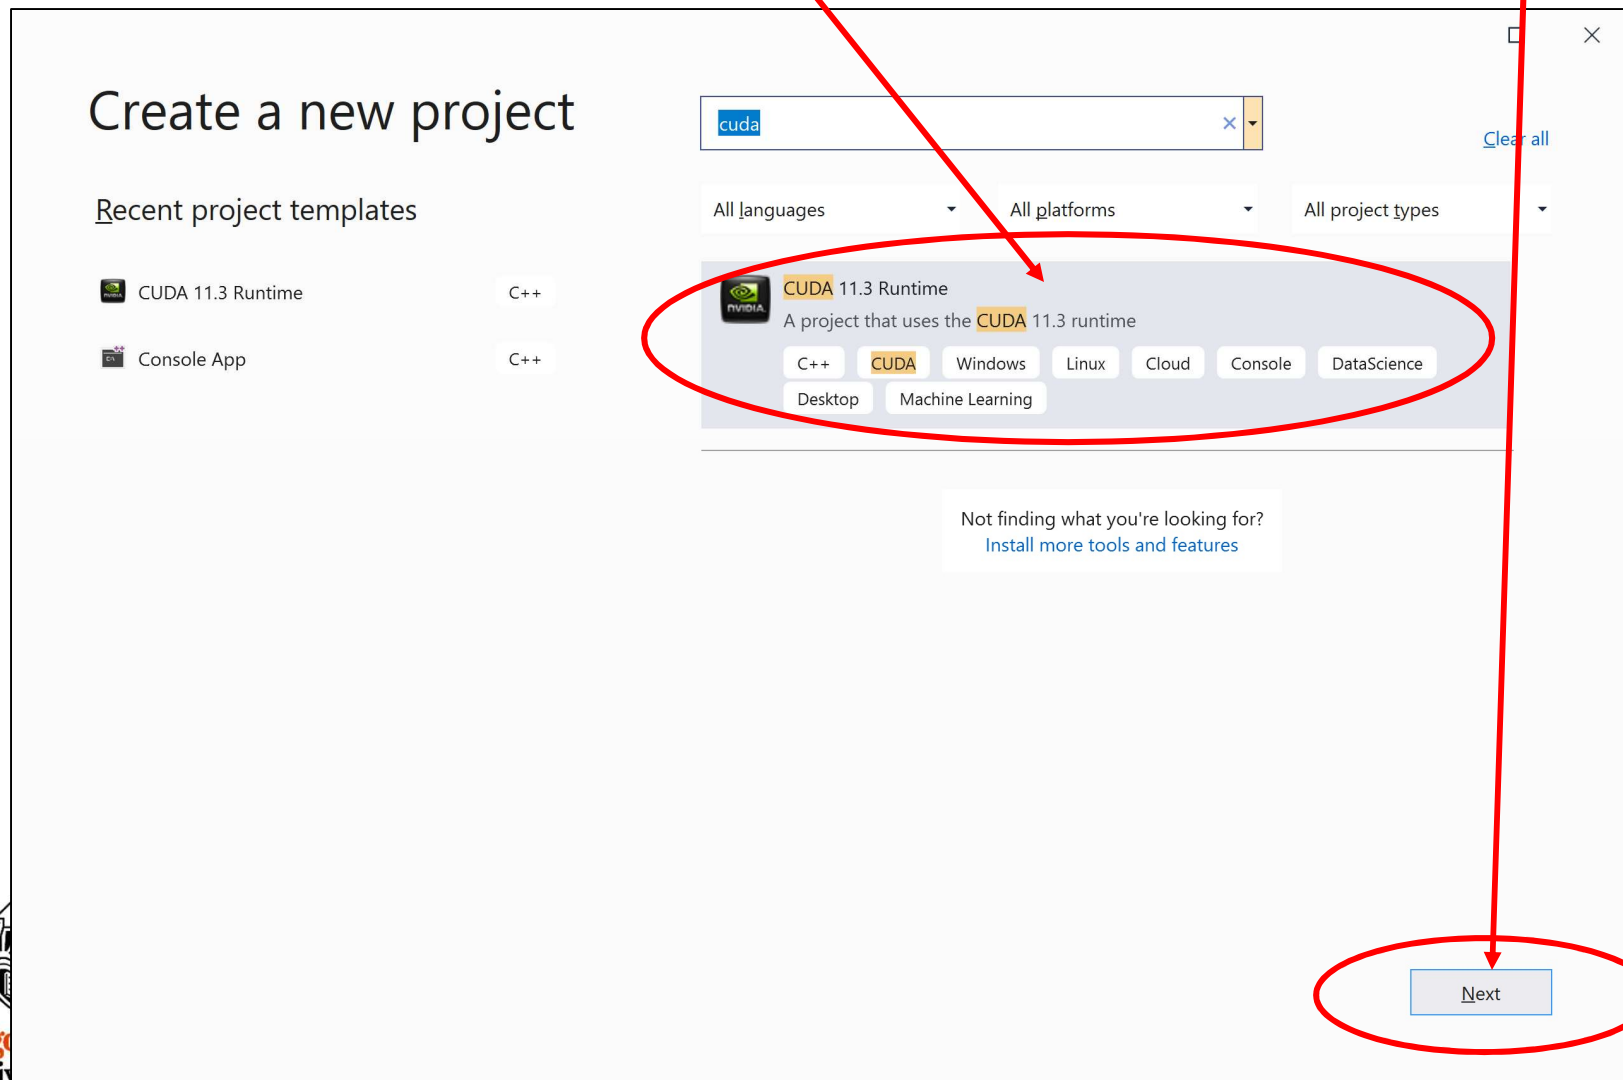 Create a new project
cuda
Clear all
Recent project templates
All languages
All platforms
All project types
CUDA 11.3 Runtime
C++
Console App
C++
NVIDIA.
CUDA 11.3 Runtime
A project that uses the CUDA 11.3 runtime
C++ CUDA Windows Linux Cloud Console DataScience
Desktop Machine Learning
Not finding what you're looking for?
Install more tools and features
Next